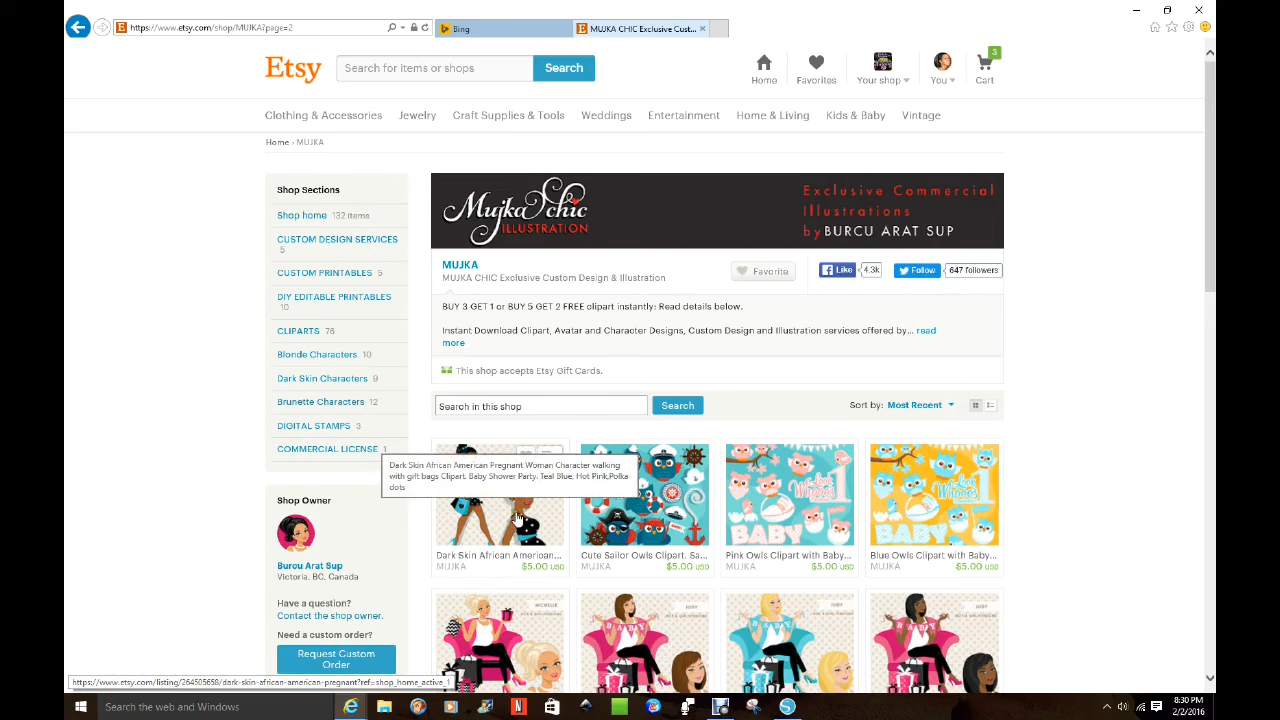 https://www.etsy.com/shop/MUJKA?page=2
Bing
MUJKA CHIC Exclusive Cust...
Etsy
Search for items or shops
Search
Home
Favorites
Your shop
You
3
Cart
Clothing & Accessories
Jewelry
Craft Supplies & Tools
Weddings
Entertainment
Home & Living
Kids & Baby
Vintage
Home › MUJKA
Shop Sections
Shop home 132 items
CUSTOM DESIGN SERVICES
5
CUSTOM PRINTABLES 5
DIY EDITABLE PRINTABLES
10
CLIPARTS 76
Blonde Characters 10
Dark Skin Characters 9
Brunette Characters 12
DIGITAL STAMPS 3
COMMERCIAL LICENSE 1
Shop Owner
Burcu Arat Sup
Victoria, BC, Canada
Have a question?
Contact the shop owner.
Need a custom order?
Request Custom
Order
Mujka Chic
ILLUSTRATION
Exclusive Commercial
Illustrations
by BURCU ARAT SUP
MUJKA
MUJKA CHIC Exclusive Custom Design & Illustration
Favorite
Like 4.3k
Follow 647 followers
BUY 3 GET 1 or BUY 5 GET 2 FREE clipart instantly: Read details below.
Instant Download Clipart, Avatar and Character Designs, Custom Design and Illustration services offered by... read
more
This shop accepts Etsy Gift Cards.
Search in this shop
Search
Sort by: Most Recent
Dark Skin African American Pregnant Woman Character walking
with gift bags Clipart. Baby Shower Party. Teal Blue, Hot Pink,Polka
dots
Dark Skin African American...
MUJKA $5.00 USD
Cute Sailor Owls Clipart. Sa...
MUJKA $5.00 USD
BABY
Pink Owls Clipart with Baby...
MUJKA $5.00 USD
BABY
Blue Owls Clipart with Baby...
MUJKA $5.00 USD
MICHELLE
JUDY
BABY
JUDY
BABY
JUDY
BABY
https://www.etsy.com/listing/264505658/dark-skin-african-american-pregnant?ref=shop_home_active_1
Search the web and Windows
8:30 PM
2/2/2016